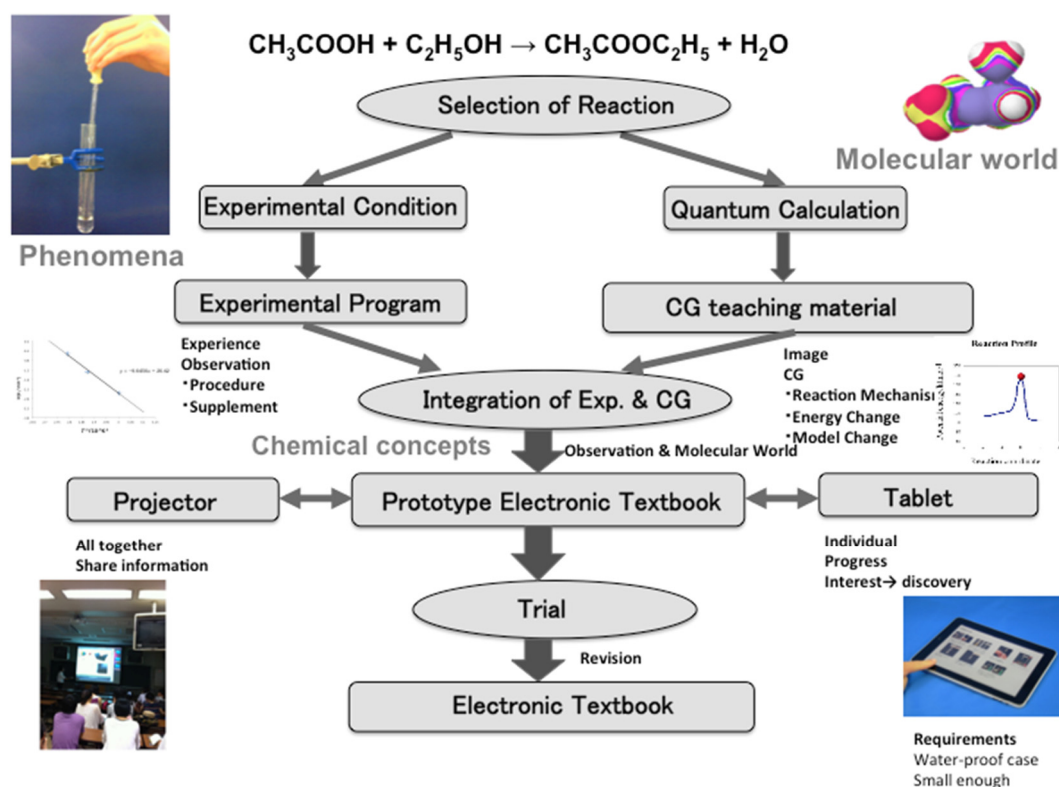 CH₃COOH + C₂H₅OH → CH₃COOC₂H₅ + H₂O
Selection of Reaction
Molecular world
Experimental Condition
Quantum Calculation
Phenomena
Experimental Program
CG teaching material
Experience
Observation
・Procedure
・Supplement
Image
CG
・Reaction Mechanis
・Energy Change
・Model Change
Reaction Profile
Integration of Exp. & CG
Chemical concepts
Observation & Molecular World
Projector
Prototype Electronic Textbook
Tablet
All together
Share information
Individual
Progress
Interest→ discovery
Trial
Revision
Electronic Textbook
Requirements
Water-proof case
Small enough